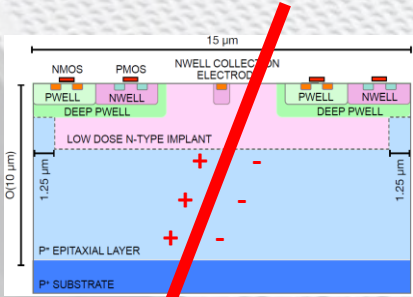 15 µm
NMOS
PMOS
NWELL COLLECTION
ELECTROD
PWELL
NWELL
PWELL
NWELL
DEEP PWELL
DEEP PWELL
LOW DOSE N-TYPE IMPLANT
O(10 µm)
1.25 µm
1.25 µm
+ -
+ -
+ -
P⁺ EPITAXIAL LAYER
P⁺ SUBSTRATE